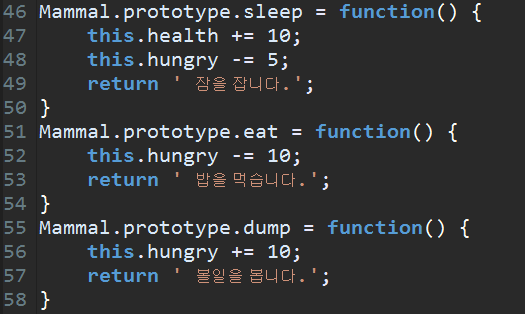 46 Mammal.prototype.sleep = function() {
47     this.health += 10;
48     this.hungry -= 5;
49     return ' 잠을 잡니다.';
50 }
51 Mammal.prototype.eat = function() {
52     this.hungry -= 10;
53     return ' 밥을 먹습니다.';
54 }
55 Mammal.prototype.dump = function() {
56     this.hungry += 10;
57     return ' 볼일을 봅니다.';
58 }